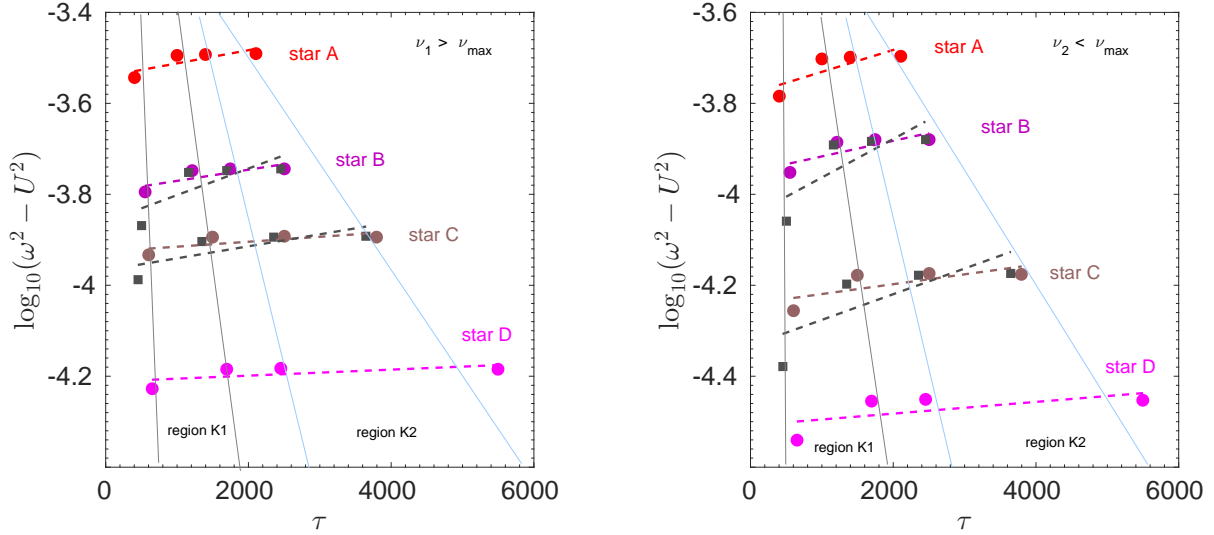 -3.4
-3.6
-3.8
-4
-4.2
0
2000
4000
6000
τ
log₁₀(ω² − U²)
ν₁ > ν_max
star A
star B
star C
star D
region K1
region K2
-3.6
-3.8
-4
-4.2
-4.4
0
2000
4000
6000
τ
log₁₀(ω² − U²)
ν₂ < ν_max
star A
star B
star C
star D
region K1
region K2